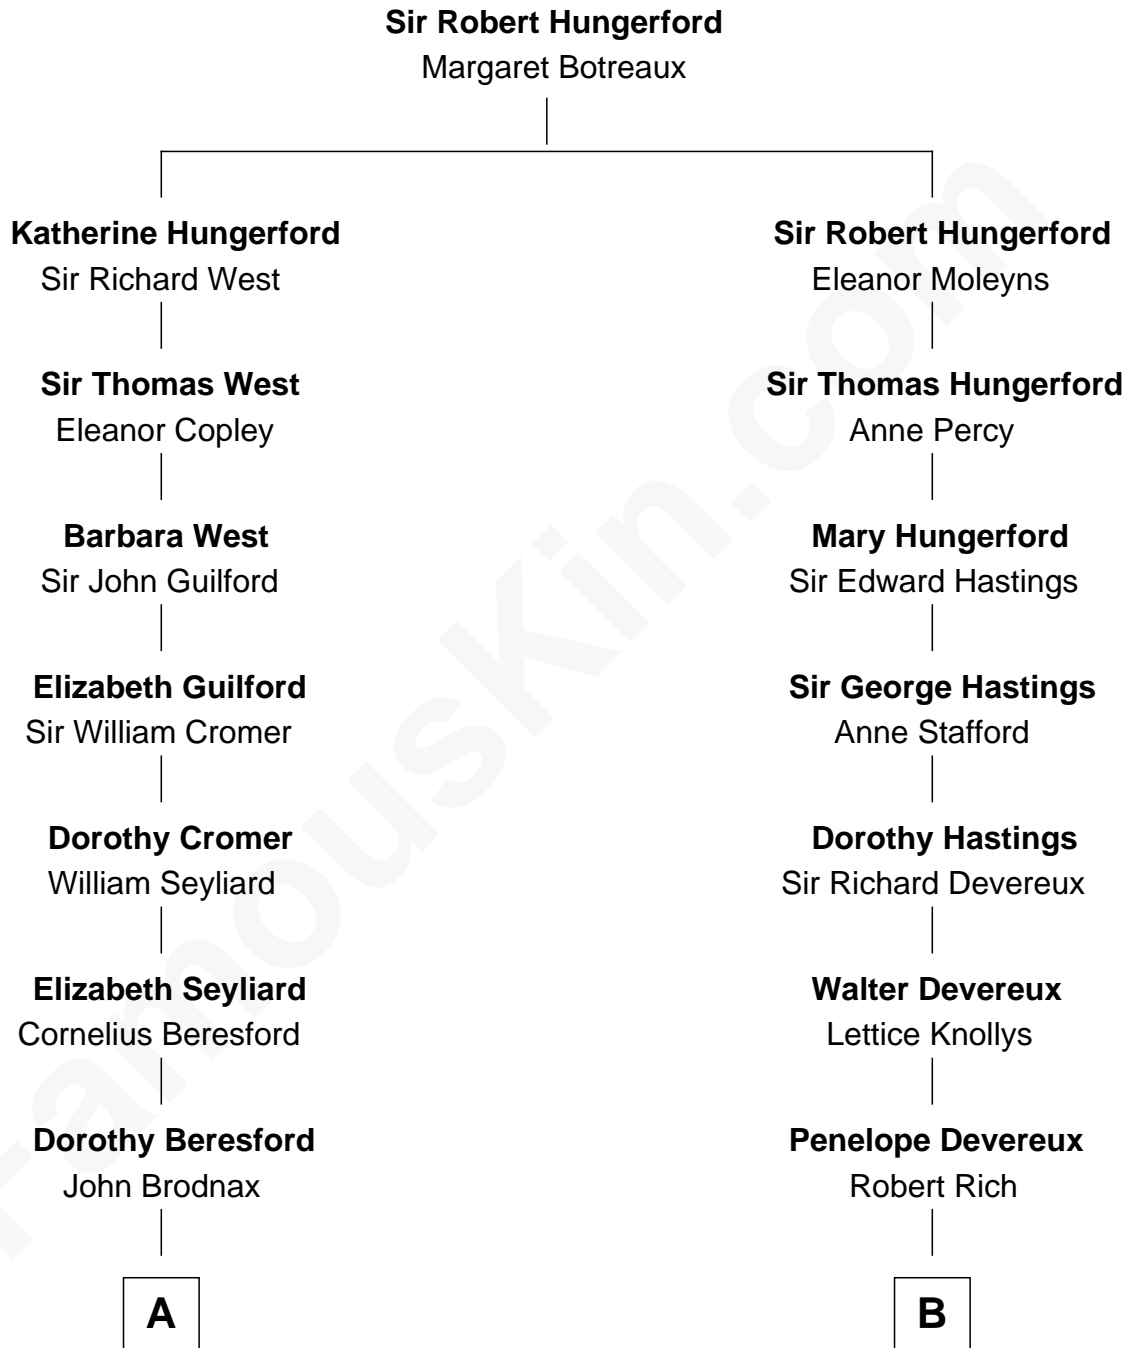 Sir Robert Hungerford
Margaret Botreaux
Katherine Hungerford
Sir Richard West
Sir Robert Hungerford
Eleanor Moleyns
Sir Thomas West
Eleanor Copley
Sir Thomas Hungerford
Anne Percy
Barbara West
Sir John Guilford
Mary Hungerford
Sir Edward Hastings
Elizabeth Guilford
Sir William Cromer
Sir George Hastings
Anne Stafford
Dorothy Cromer
William Seyliard
Dorothy Hastings
Sir Richard Devereux
Elizabeth Seyliard
Cornelius Beresford
Walter Devereux
Lettice Knollys
Dorothy Beresford
John Brodnax
Penelope Devereux
Robert Rich
A
B
FamousKin.com